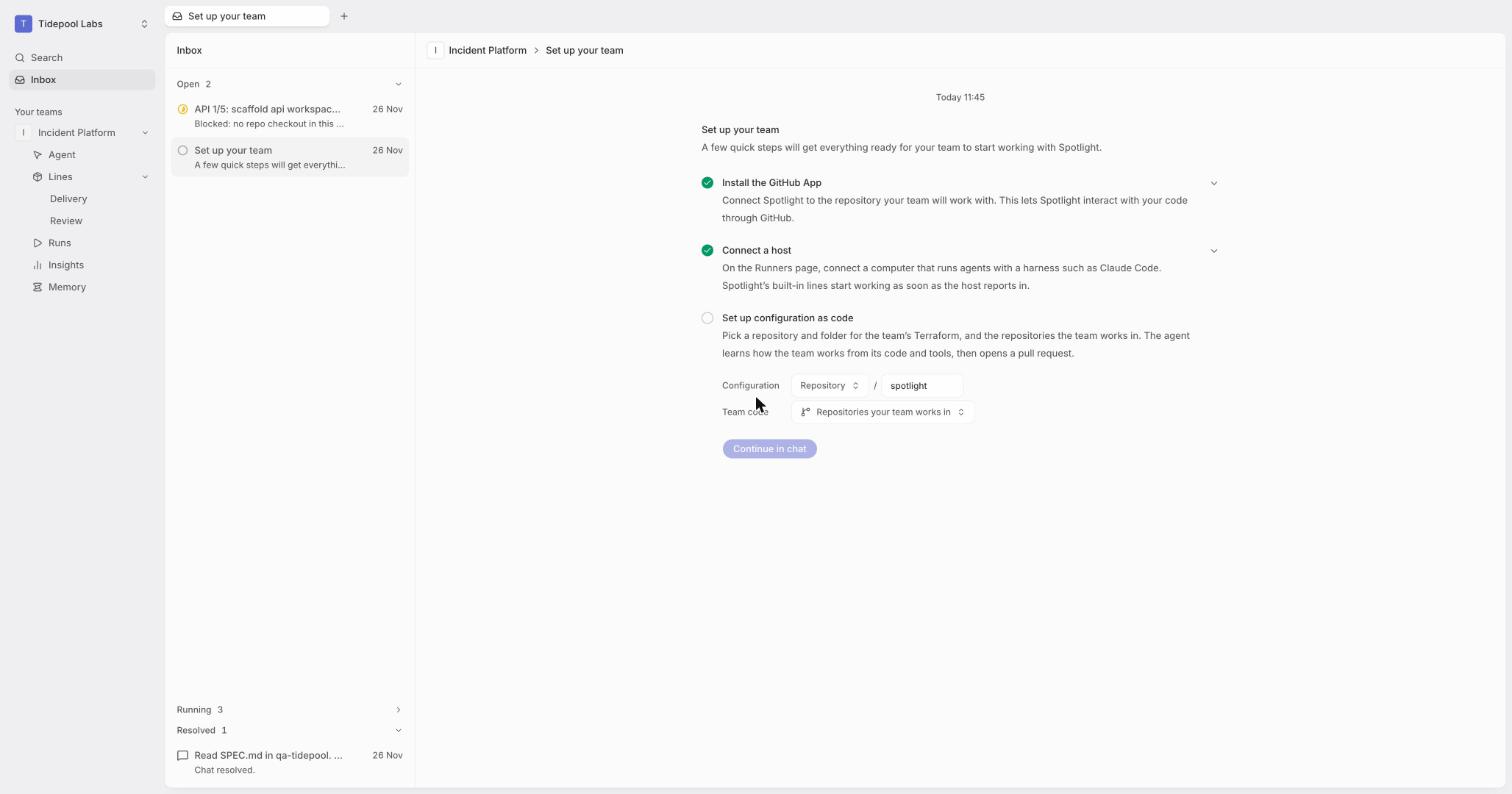 T Tidepool Labs
Set up your team
Search
Inbox
Your teams
I Incident Platform
Agent
Lines
Delivery
Review
Runs
Insights
Memory
Inbox
Open 2
API 1/5: scaffold api workspac... 26 Nov
Blocked: no repo checkout in this ...
Set up your team 26 Nov
A few quick steps will get everythi...
Running 3
Resolved 1
Read SPEC.md in qa-tidepool. ... 26 Nov
Chat resolved.
I Incident Platform > Set up your team
Today 11:45
Set up your team
A few quick steps will get everything ready for your team to start working with Spotlight.
Install the GitHub App
Connect Spotlight to the repository your team will work with. This lets Spotlight interact with your code
through GitHub.
Connect a host
On the Runners page, connect a computer that runs agents with a harness such as Claude Code.
Spotlight's built-in lines start working as soon as the host reports in.
Set up configuration as code
Pick a repository and folder for the team's Terraform, and the repositories the team works in. The agent
learns how the team works from its code and tools, then opens a pull request.
Configuration Repository / spotlight
Team code Repositories your team works in
Continue in chat